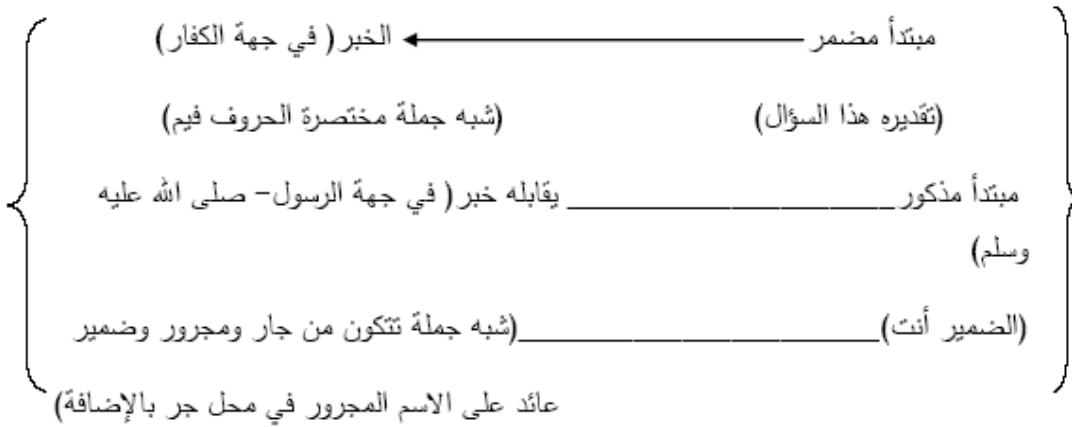 مبتدأ مضمر الخبر( في جهة الكفار)
(تقديره هذا السؤال) (شبه جملة مختصرة الحروف فيم)
مبتدأ مذكور____________________ يقابله خبر( في جهة الرسول– صلى الله عليه
وسلم)
(الضمير أنت)______________________(شبه جملة تتكون من جار ومجرور وضمير
عائد على الاسم المجرور في محل جر بالإضافة)